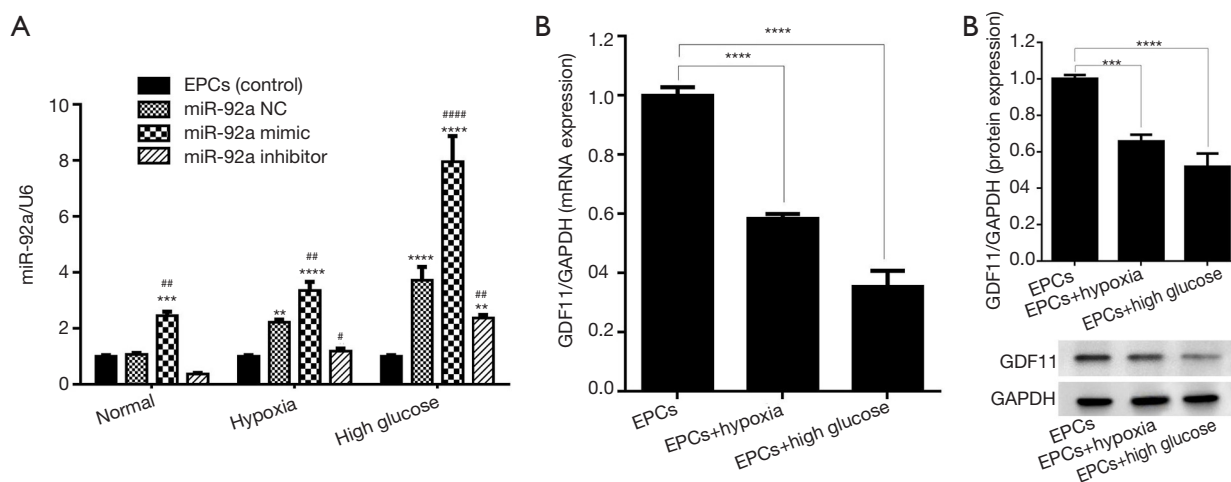 A
EPCs (control)
miR-92a NC
miR-92a mimic
miR-92a inhibitor
miR-92a/U6
10
8
6
4
2
0
##
***
**
##
****
#
****
####
****
##
**
Normal
Hypoxia
High glucose
B
GDF11/GAPDH (mRNA expression)
1.2
1.0
0.8
0.6
0.4
0.2
0.0
****
****
EPCs
EPCs+hypoxia
EPCs+high glucose
B
GDF11/GAPDH (protein expression)
1.2
1.0
0.8
0.6
0.4
0.2
0.0
****
***
EPCs
EPCs+hypoxia
EPCs+high glucose
GDF11
GAPDH
EPCs
EPCs+hypoxia
EPCs+high glucose